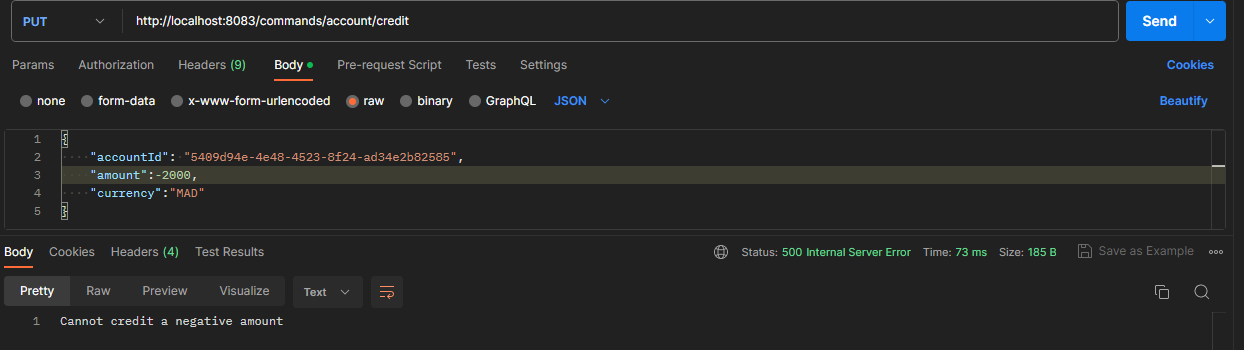 PUT http://localhost:8083/commands/account/credit Send
Params Authorization Headers (9) Body Pre-request Script Tests Settings Cookies
none form-data x-www-form-urlencoded raw binary GraphQL JSON Beautify
1 {
2 "accountId": "5409d94e-4e48-4523-8f24-ad34e2b82585",
3 "amount":-2000,
4 "currency":"MAD"
5 }
Body Cookies Headers (4) Test Results Status: 500 Internal Server Error Time: 73 ms Size: 185 B Save as Example
Pretty Raw Preview Visualize Text
1 Cannot credit a negative amount